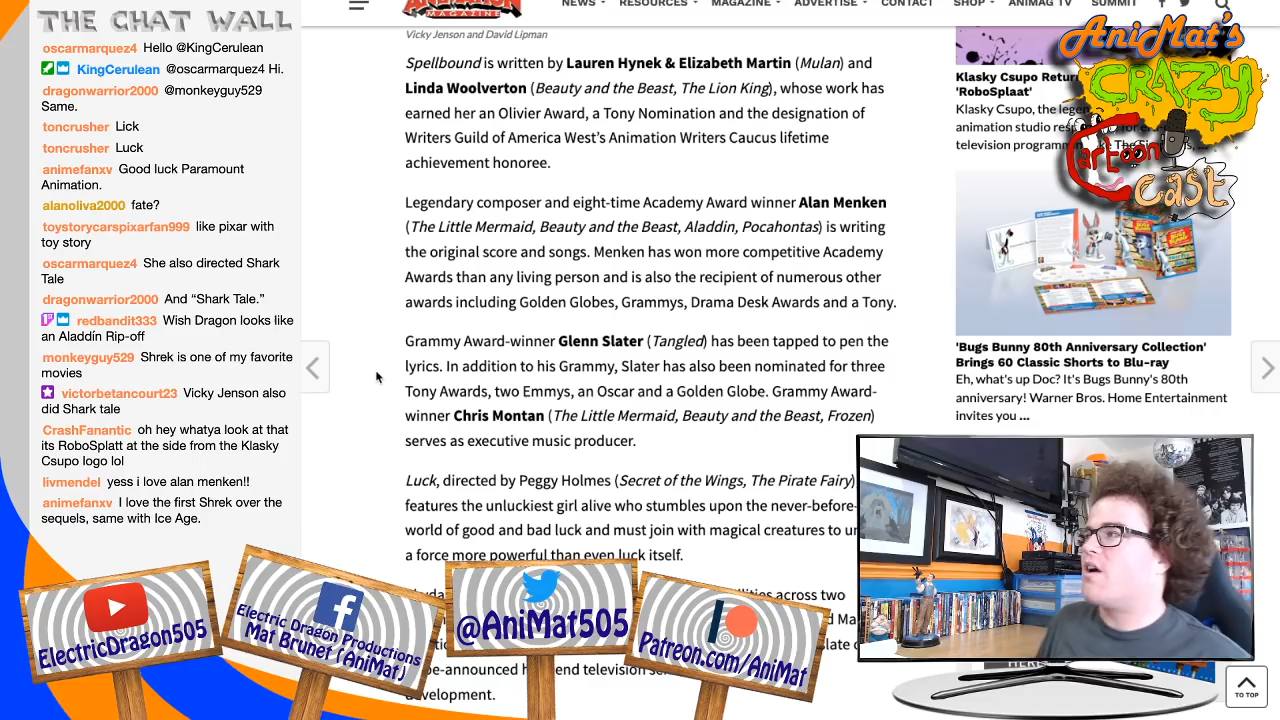 THE CHAT WALL
oscarmarquez4 Hello @KingCerulean
KingCerulean @oscarmarquez4 Hi.
dragonwarrior2000 @monkeyguy529
Same.
toncrusher Lick
toncrusher Luck
animefanxv Good luck Paramount
Animation.
alanoliva2000 fate?
toystorycarspixarfan999 like pixar with
toy story
oscarmarquez4 She also directed Shark
Tale
dragonwarrior2000 And “Shark Tale.”
redbandit333 Wish Dragon looks like
an Aladdín Rip-off
monkeyguy529 Shrek is one of my favorite
movies
victorbetancourt23 Vicky Jenson also
did Shark tale
CrashFanantic oh hey whatya look at that
its RoboSplatt at the side from the Klasky
Csupo logo lol
livmendel yess i love alan menken!!
animefanxv I love the first Shrek over the
sequels, same with Ice Age.
MAGAZINE
NEWS RESOURCES MAGAZINE ADVERTISE CONTACT SHOP ANIMAG TV SUMMIT
Vicky Jenson and David Lipman
Spellbound is written by Lauren Hynek & Elizabeth Martin (Mulan) and
Linda Woolverton (Beauty and the Beast, The Lion King), whose work has
earned her an Olivier Award, a Tony Nomination and the designation of
Writers Guild of America West’s Animation Writers Caucus lifetime
achievement honoree.
Legendary composer and eight-time Academy Award winner Alan Menken
(The Little Mermaid, Beauty and the Beast, Aladdin, Pocahontas) is writing
the original score and songs. Menken has won more competitive Academy
Awards than any living person and is also the recipient of numerous other
awards including Golden Globes, Grammys, Drama Desk Awards and a Tony.
Grammy Award-winner Glenn Slater (Tangled) has been tapped to pen the
lyrics. In addition to his Grammy, Slater has also been nominated for three
Tony Awards, two Emmys, an Oscar and a Golden Globe. Grammy Award-
winner Chris Montan (The Little Mermaid, Beauty and the Beast, Frozen)
serves as executive music producer.
Luck, directed by Peggy Holmes (Secret of the Wings, The Pirate Fairy)
features the unluckiest girl alive who stumbles upon the never-before-
world of good and bad luck and must join with magical creatures to
a force more powerful than even luck itself.
across two
development.
Klasky Csupo
'RoboSplaat'
Klasky Csupo, the
animation studio
television
'Bugs Bunny 80th Anniversary Collection'
Brings 60 Classic Shorts to Blu-ray
Eh, what's up Doc? It's Bugs Bunny's 80th
anniversary! Warner Bros. Home Entertainment
invites you ...
AniMat's
CRAZY
Cartoon
Cast
ElectricDragon505
Electric Dragon Productions
Mat Brunet (AniMat)
@AniMat505
Patreon.com/AniMat
TO TOP